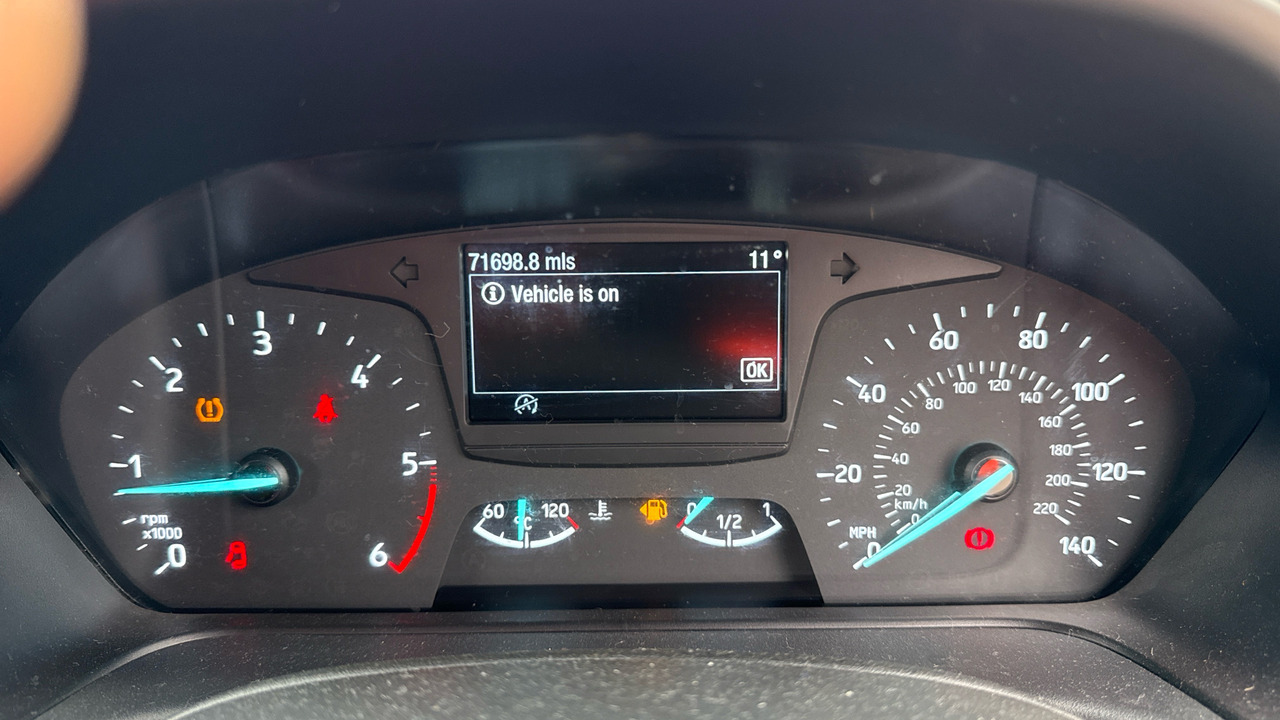 71698.8 mls 11°
i Vehicle is on
OK
0 1 2 3 4 5 6
rpm
x1000
60 °C 120
0 1/2 1
0 20 40 60 80 100 120 140
MPH
0 20 40 60 80 100 120 140 160 180 200 220
km/h